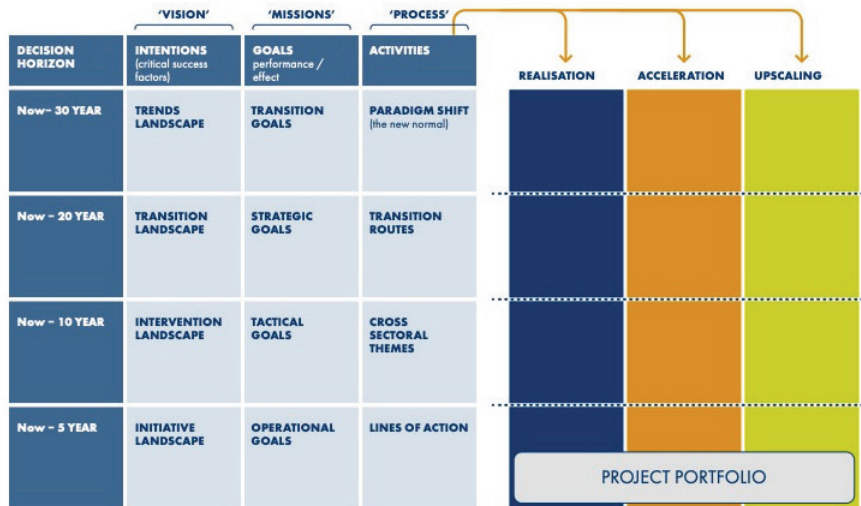 ‘VISION’ ‘MISSIONS’ ‘PROCESS’
DECISION
HORIZON
INTENTIONS
(critical success
factors)
GOALS
performance /
effect
ACTIVITIES
REALISATION
ACCELERATION
UPSCALING
Now– 30 YEAR
TRENDS
LANDSCAPE
TRANSITION
GOALS
PARADIGM SHIFT
(the new normal)
Now – 20 YEAR
TRANSITION
LANDSCAPE
STRATEGIC
GOALS
TRANSITION
ROUTES
Now – 10 YEAR
INTERVENTION
LANDSCAPE
TACTICAL
GOALS
CROSS
SECTORAL
THEMES
Now – 5 YEAR
INITIATIVE
LANDSCAPE
OPERATIONAL
GOALS
LINES OF ACTION
PROJECT PORTFOLIO